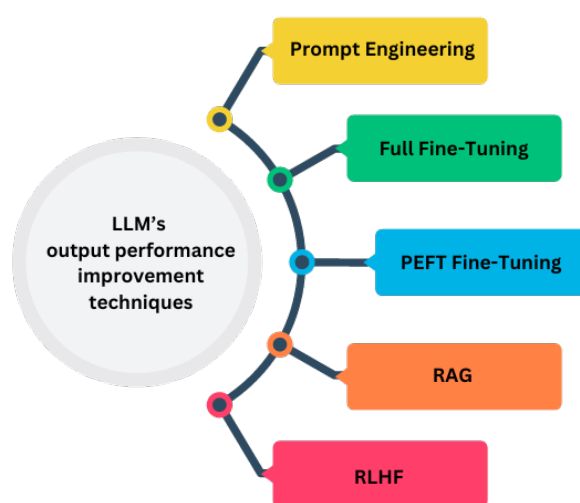 LLM’s
output performance
improvement
techniques
Prompt Engineering
Full Fine-Tuning
PEFT Fine-Tuning
RAG
RLHF